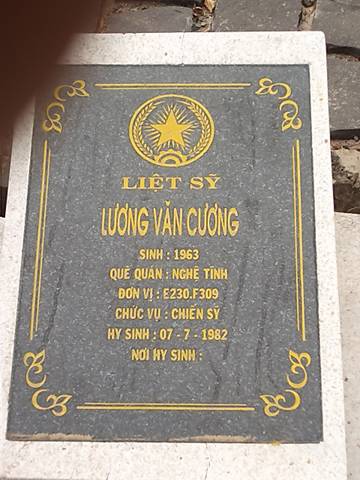 LIỆT SỸ
LƯƠNG VĂN CƯƠNG
SINH : 1963
QUÊ QUÁN : NGHỆ TĨNH
ĐƠN VỊ : E230.F309
CHỨC VỤ : CHIẾN SỸ
HY SINH : 07 - 7 - 1982
NƠI HY SINH :